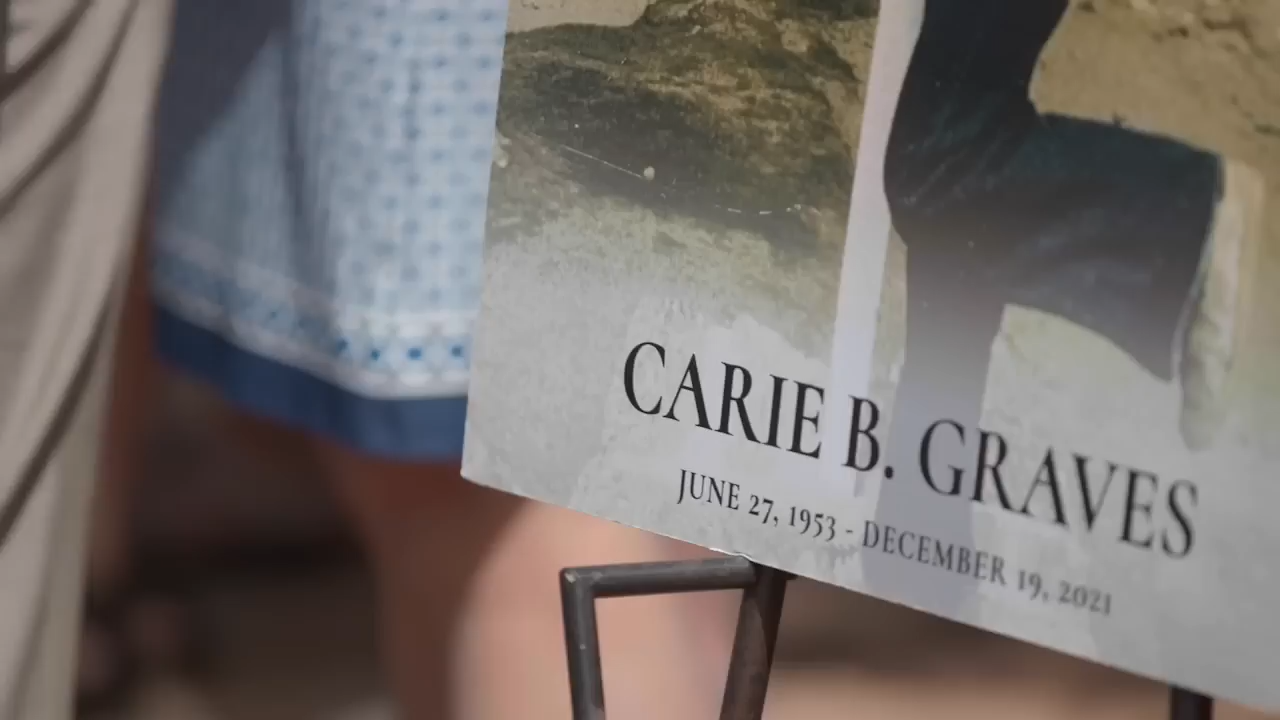 CARIE B. GRAVES
JUNE 27, 1953 - DECEMBER 19, 2021